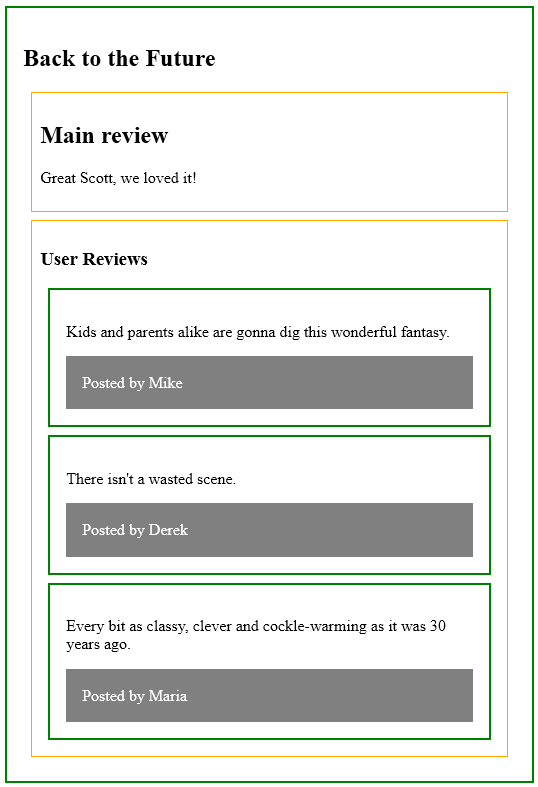 Back to the Future
Main review
Great Scott, we loved it!
User Reviews
Kids and parents alike are gonna dig this wonderful fantasy.
Posted by Mike
There isn't a wasted scene.
Posted by Derek
Every bit as classy, clever and cockle-warming as it was 30
years ago.
Posted by Maria